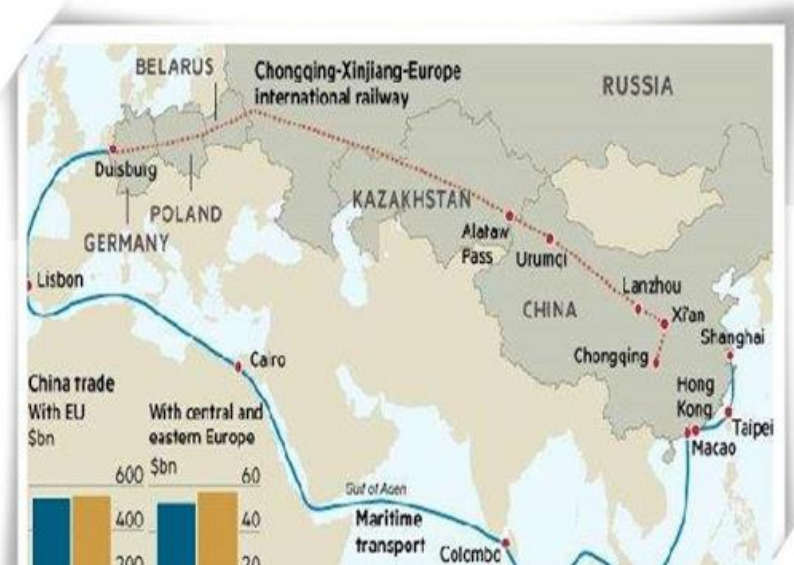 BELARUS
Chongqing-Xinjiang-Europe
international railway
RUSSIA
Duisburg
KAZAKHSTAN
POLAND
GERMANY
Alataw
Pass
Urumqi
Lisbon
Lanzhou
CHINA
Xi'an
Shanghai
Chongqing
Cairo
Hong
Kong
Taipei
Macao
China trade
With EU
$bn
With central and
eastern Europe
$bn
600
60
400
40
200
20
Gulf of Aden
Maritime
transport
Colombo